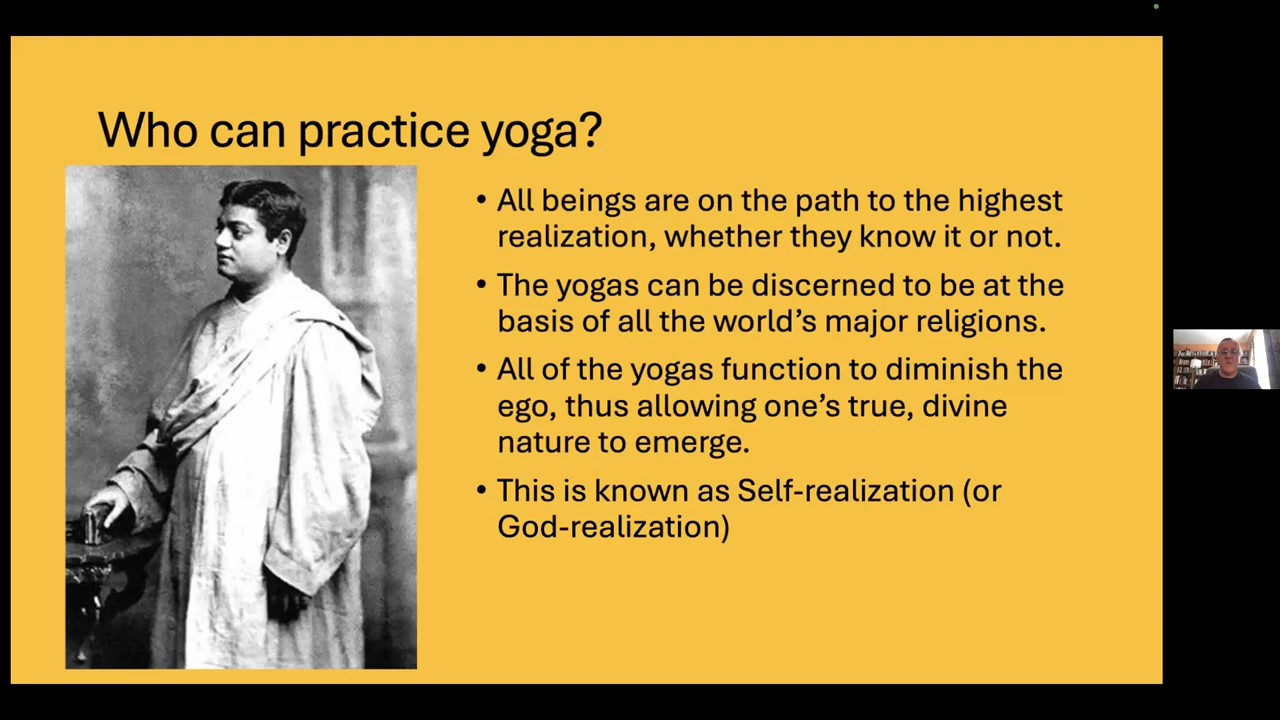 Who can practice yoga?
• All beings are on the path to the highest
realization, whether they know it or not.
• The yogas can be discerned to be at the
basis of all the world’s major religions.
• All of the yogas function to diminish the
ego, thus allowing one’s true, divine
nature to emerge.
• This is known as Self-realization (or
God-realization)